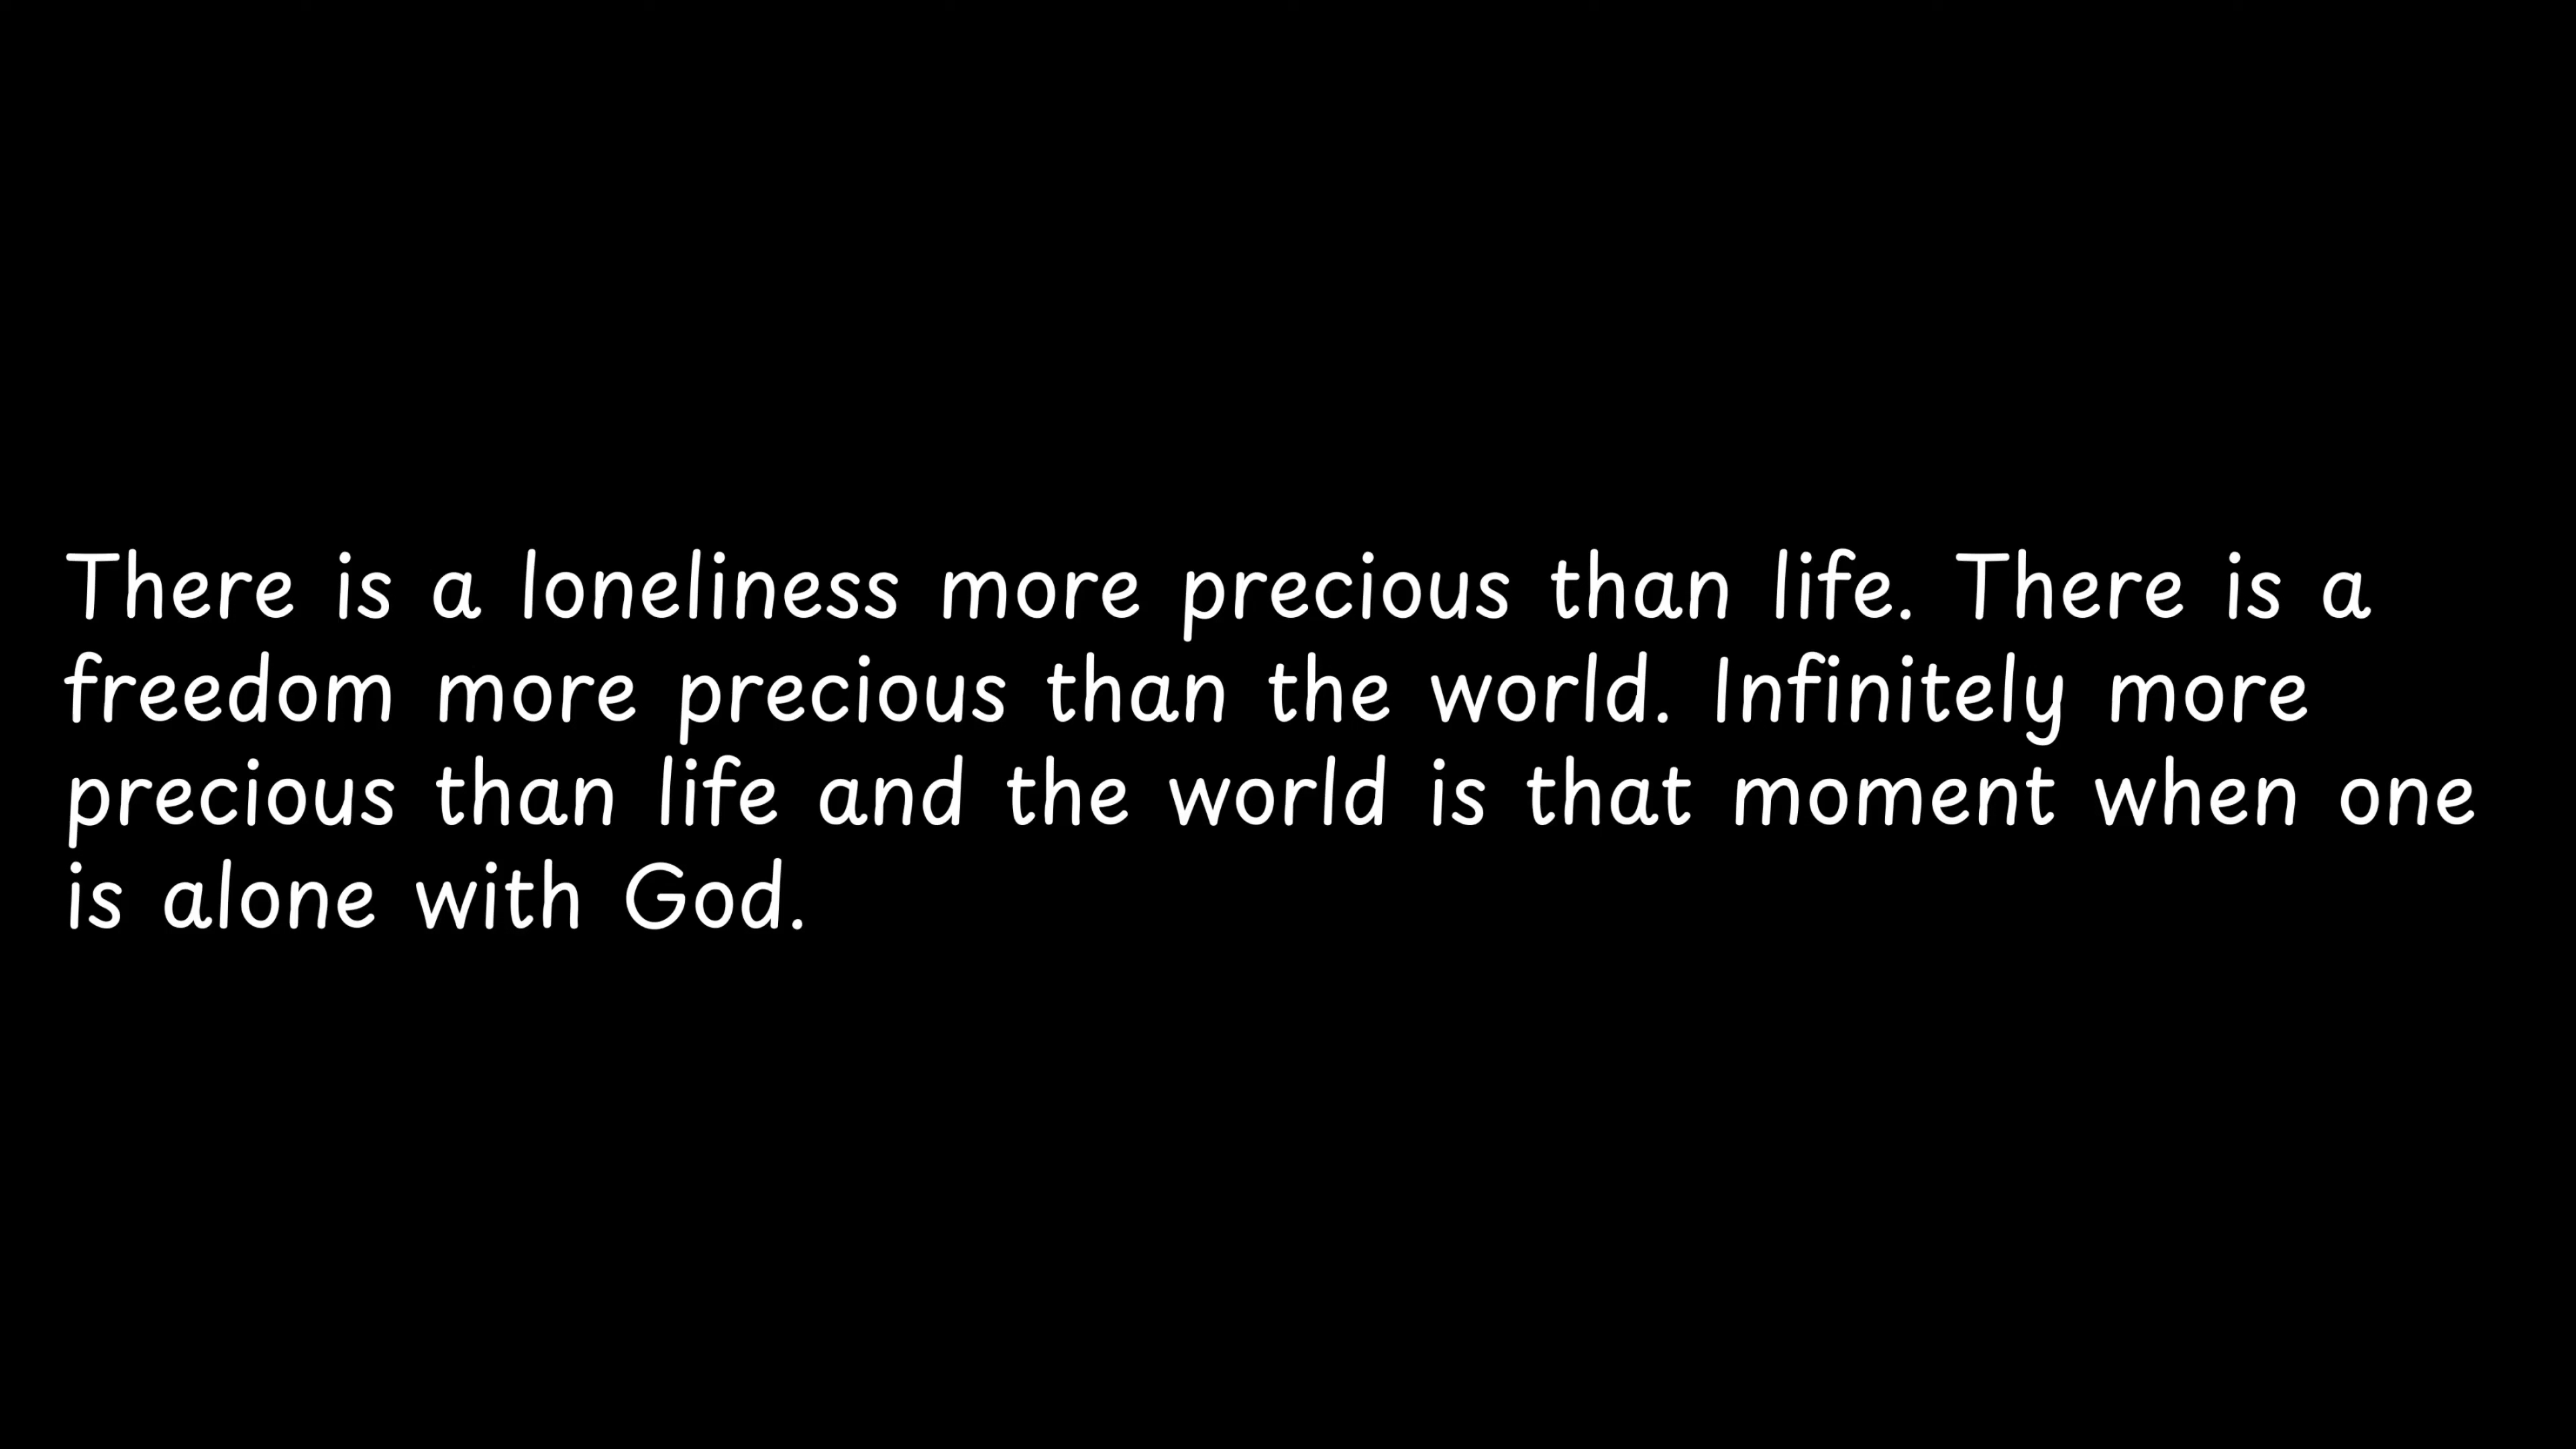 There is a loneliness more precious than life. There is a
freedom more precious than the world. Infinitely more
precious than life and the world is that moment when one
is alone with God.